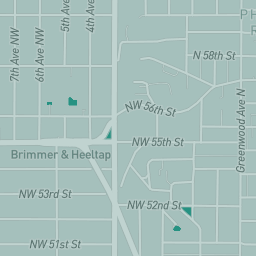 7th Ave NW
6th Ave NW
5th Ave NW
4th Ave N
P H
R
N 58th St
NW 56th St
NW 55th St
Greenwood Ave N
Brimmer & Heeltap
NW 53rd St
NW 52nd St
NW 51st St